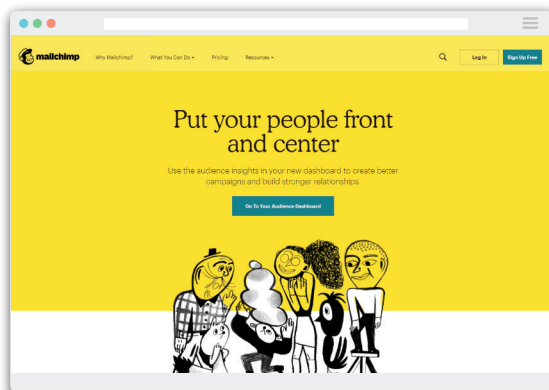 mailchimp
Why Mailchimp? What You Can Do Pricing Resources Log In Sign Up Free
Put your people front
and center
Use the audience insights in your new dashboard to create better
campaigns and build stronger relationships.
Go To Your Audience Dashboard